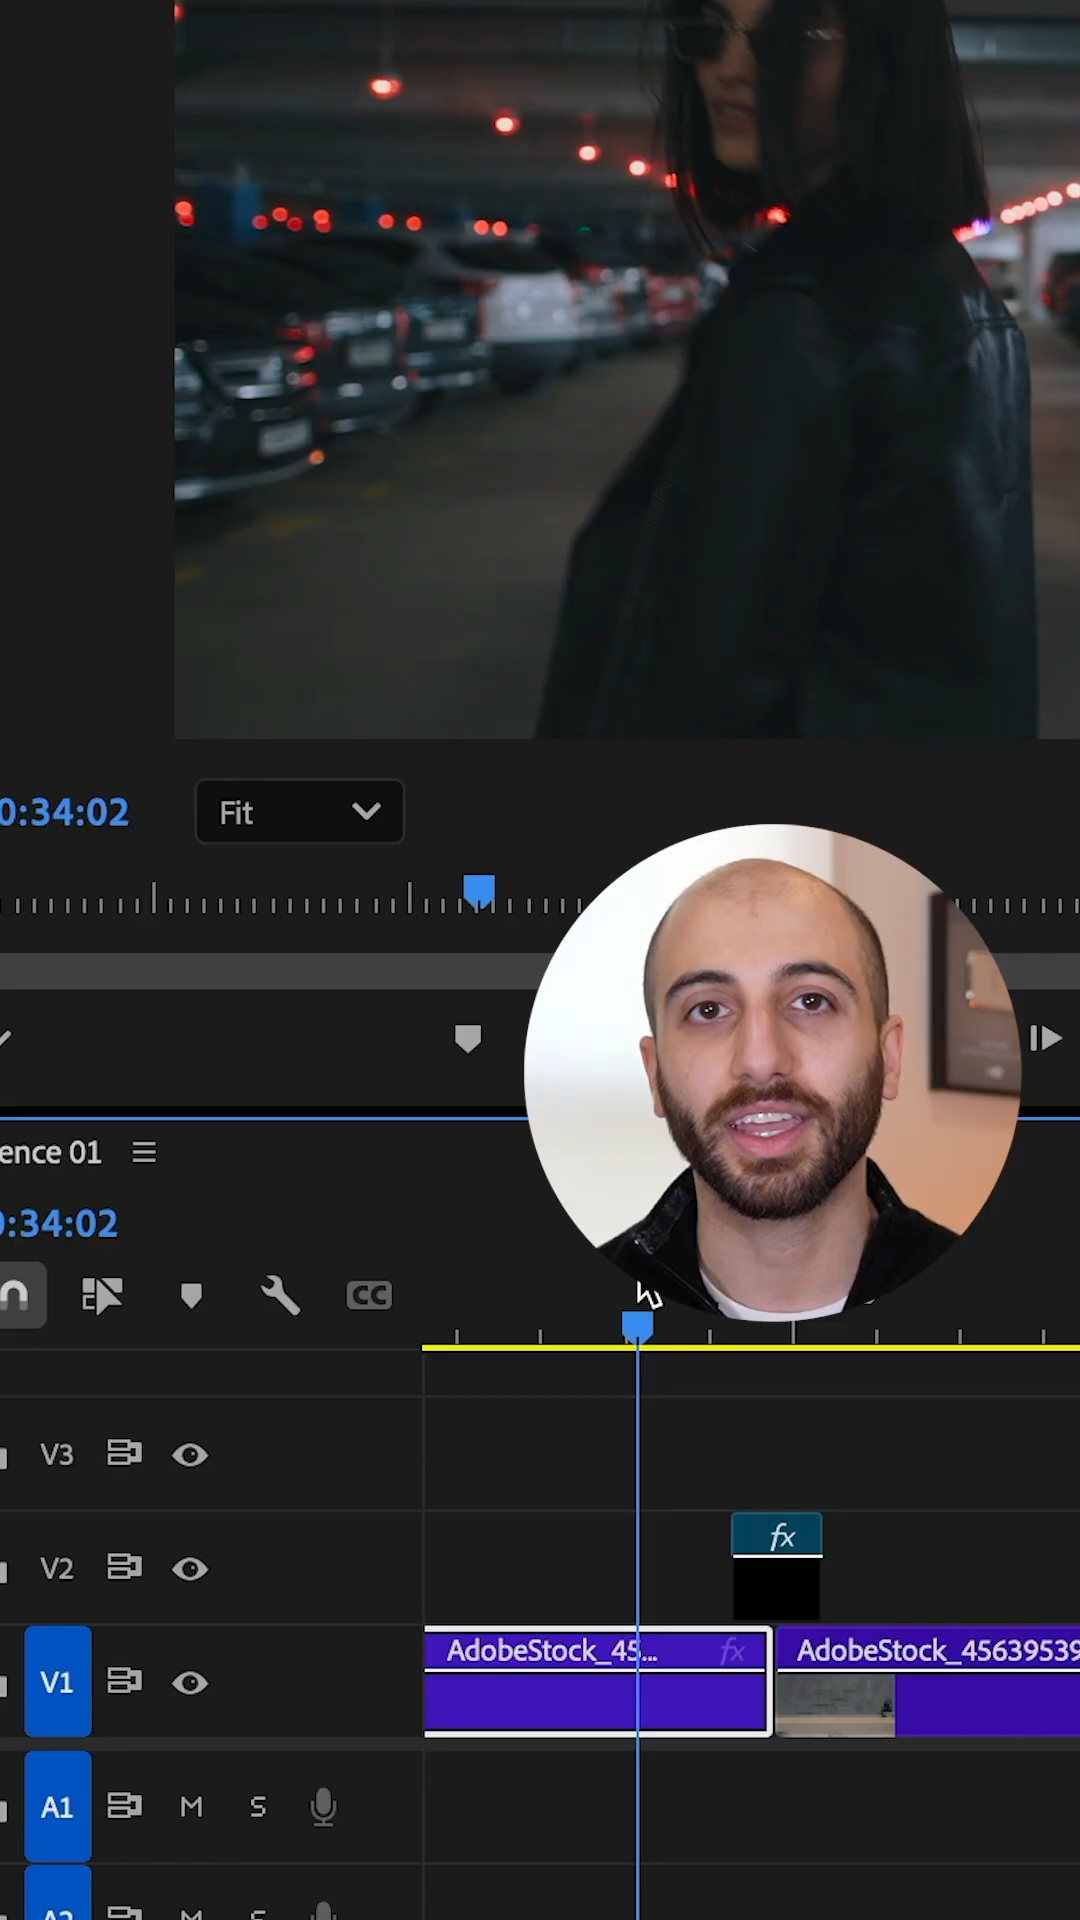 0:34:02
Fit
ence 01
0:34:02
CC
V3
V2
fx
V1
AdobeStock_45... fx
AdobeStock_45639539
A1
M
S